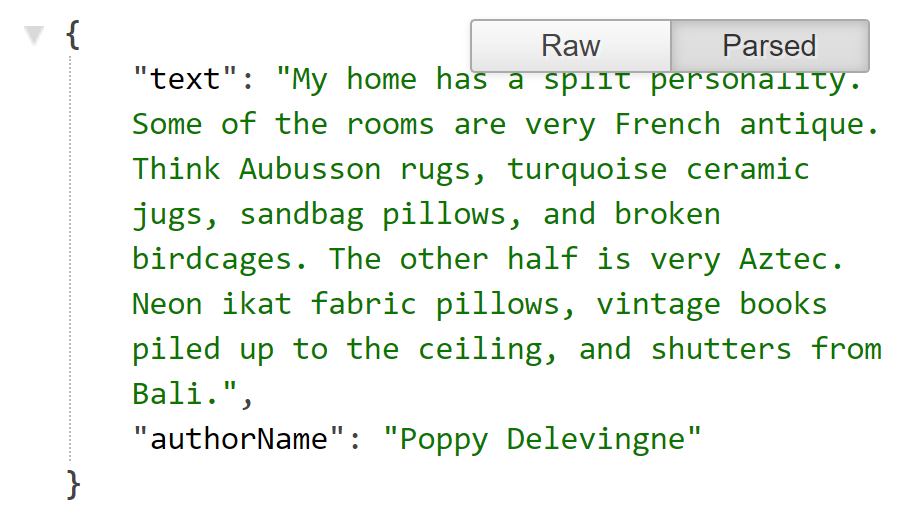 {
Raw Parsed
"text": "My home has a split personality.
Some of the rooms are very French antique.
Think Aubusson rugs, turquoise ceramic
jugs, sandbag pillows, and broken
birdcages. The other half is very Aztec.
Neon ikat fabric pillows, vintage books
piled up to the ceiling, and shutters from
Bali.",
"authorName": "Poppy Delevingne"
}